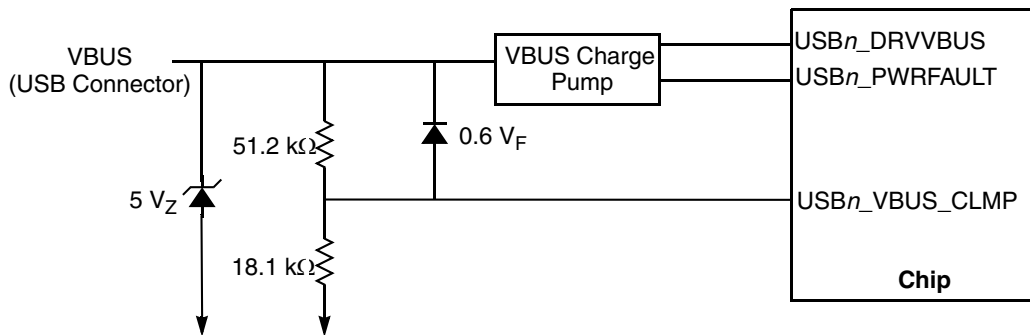 VBUS
(USB Connector)
VBUS Charge
Pump
USBn_DRVVBUS
USBn_PWRFAULT
51.2 kΩ
0.6 VF
5 VZ
USBn_VBUS_CLMP
18.1 kΩ
Chip